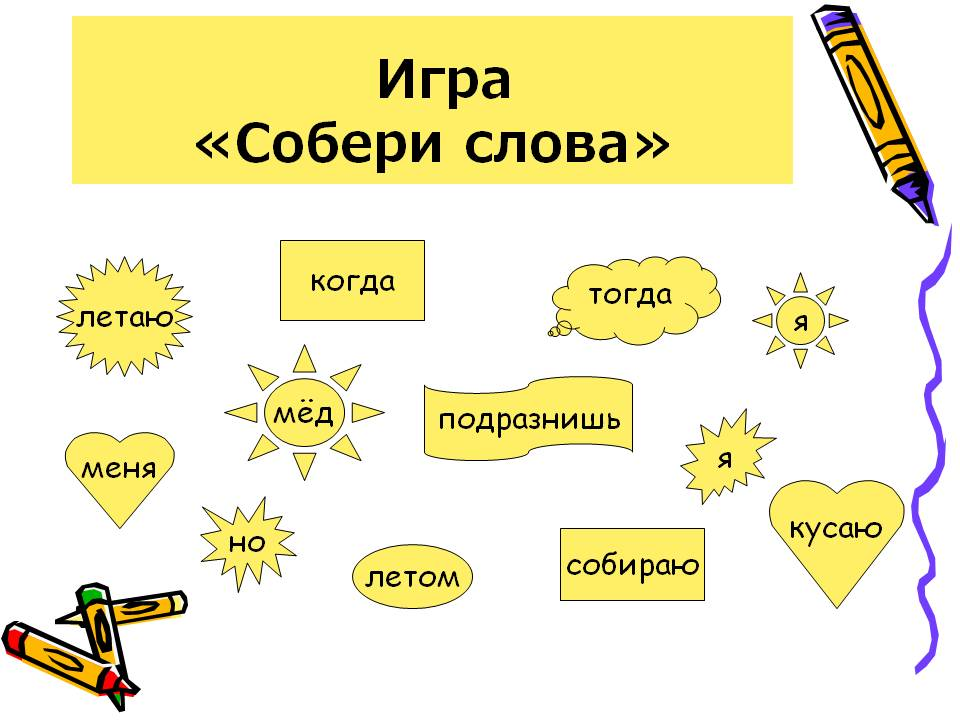 Игра
«Собери слова»
когда
тогда
летаю
я
мёд
подразнишь
меня
я
но
кусаю
летом
собираю